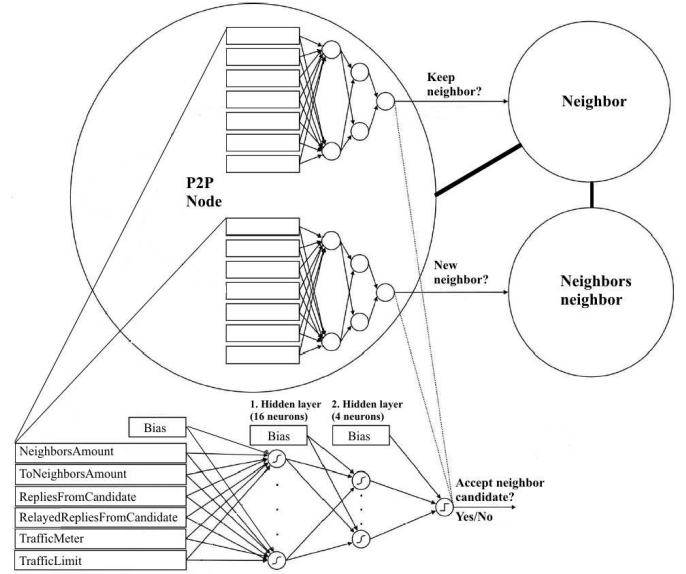 Keep
neighbor?
Neighbor
P2P
Node
New
neighbor?
Neighbors
neighbor
1. Hidden layer
(16 neurons)
2. Hidden layer
(4 neurons)
Bias
Bias
Bias
NeighborsAmount
ToNeighborsAmount
RepliesFromCandidate
RelayedRepliesFromCandidate
TrafficMeter
TrafficLimit
Accept neighbor
candidate?
Yes/No